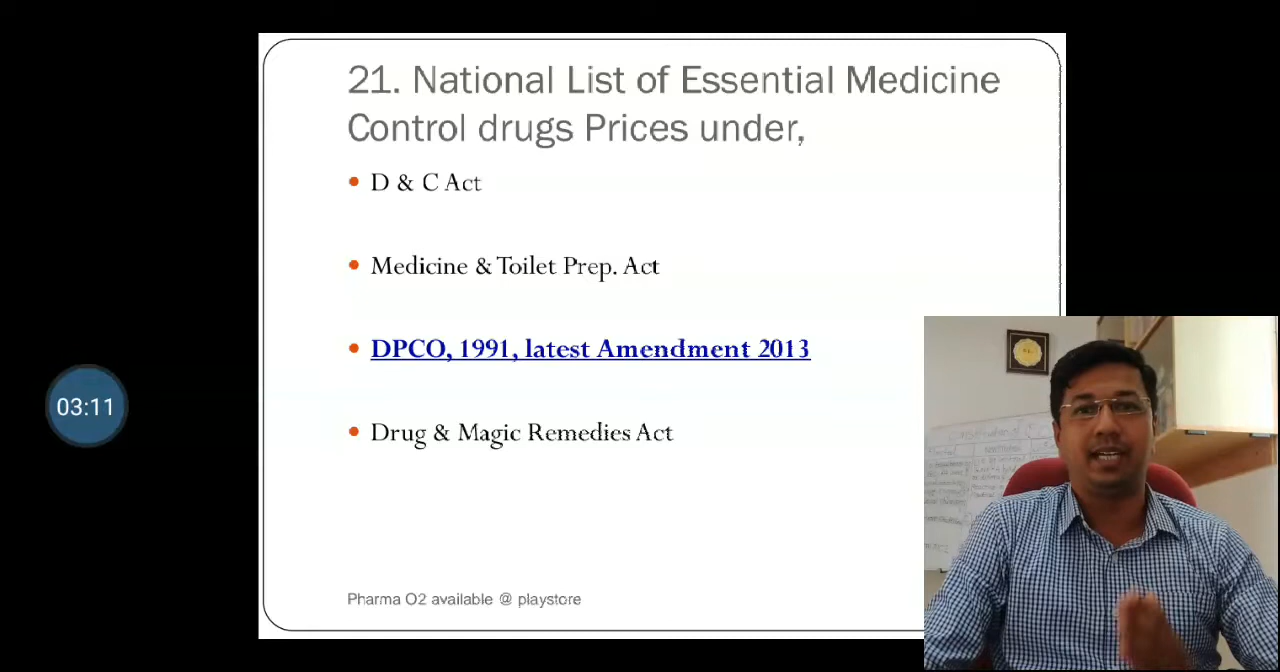 21. National List of Essential Medicine
Control drugs Prices under,
D & C Act
Medicine & Toilet Prep. Act
DPCO, 1991, latest Amendment 2013
Drug & Magic Remedies Act
Pharma O2 available @ playstore
03:11